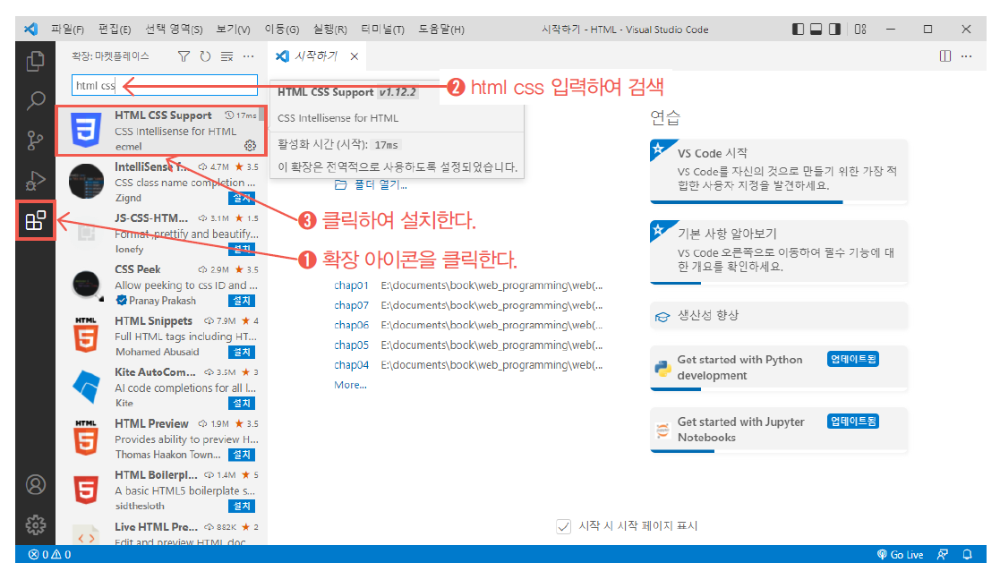 파일(F) 편집(E) 선택 영역(S) 보기(V) 이동(G) 실행(R) 터미널(T) 도움말(H) 시작하기 - HTML - Visual Studio Code
확장: 마켓플레이스
시작하기
html css
❷ html css 입력하여 검색
HTML CSS Support 17ms
CSS Intellisense for HTML
ecmel
IntelliSense f... 4.7M ★ 3.5
CSS class name completion ...
Zignd 설치
JS-CSS-HTM... 3.1M ★ 1.5
Format ,prettify and beautify...
lonefy 설치
CSS Peek 2.9M ★ 3.5
Allow peeking to css ID and ...
Pranay Prakash 설치
HTML Snippets 7.9M ★ 4
Full HTML tags including HT...
Mohamed Abusaid 설치
Kite AutoCom... 3.5M ★ 3
AI code completions for all l...
Kite 설치
HTML Preview 1.9M ★ 3.5
Provides ability to preview H...
Thomas Haakon Town... 설치
HTML Boilerpl... 1.4M ★ 5
A basic HTML5 boilerplate s...
sidthesloth 설치
Live HTML Pre... 882K ★ 2
Edit and preview HTML doc
HTML CSS Support v1.12.2
CSS Intellisense for HTML
활성화 시간 (시작): 17ms
이 확장은 전역적으로 사용하도록 설정되었습니다.
폴더 열기...
❸ 클릭하여 설치한다.
❶ 확장 아이콘을 클릭한다.
chap01 E:\documents\book\web_programming\web(...
chap07 E:\documents\book\web_programming\web(...
chap06 E:\documents\book\web_programming\web(...
chap05 E:\documents\book\web_programming\web(...
chap04 E:\documents\book\web_programming\web(...
More...
연습
VS Code 시작
VS Code를 자신의 것으로 만들기 위한 가장 적
합한 사용자 지정을 발견하세요.
기본 사항 알아보기
VS Code 오른쪽으로 이동하여 필수 기능에 대
한 개요를 확인하세요.
생산성 향상
Get started with Python 업데이트됨
development
Get started with Jupyter 업데이트됨
Notebooks
시작 시 시작 페이지 표시
0 0 Go Live